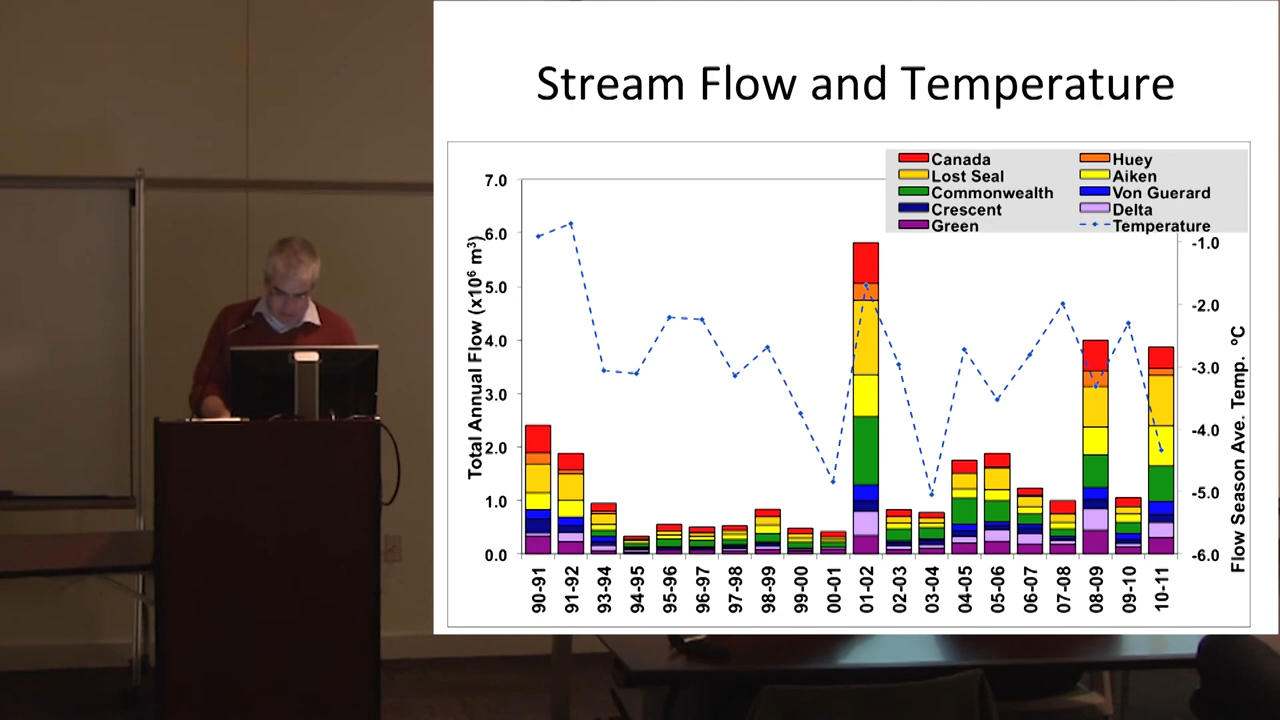 Stream Flow and Temperature
Canada
Huey
Lost Seal
Aiken
Commonwealth
Von Guerard
Crescent
Delta
Green
Temperature
Total Annual Flow (x10⁶ m³)
7.0
6.0
5.0
4.0
3.0
2.0
1.0
0.0
-1.0
-2.0
-3.0
-4.0
-5.0
-6.0
Flow Season Ave. Temp. ºC
90-91
91-92
93-94
94-95
95-96
96-97
97-98
98-99
99-00
00-01
01-02
02-03
03-04
04-05
05-06
06-07
07-08
08-09
09-10
10-11